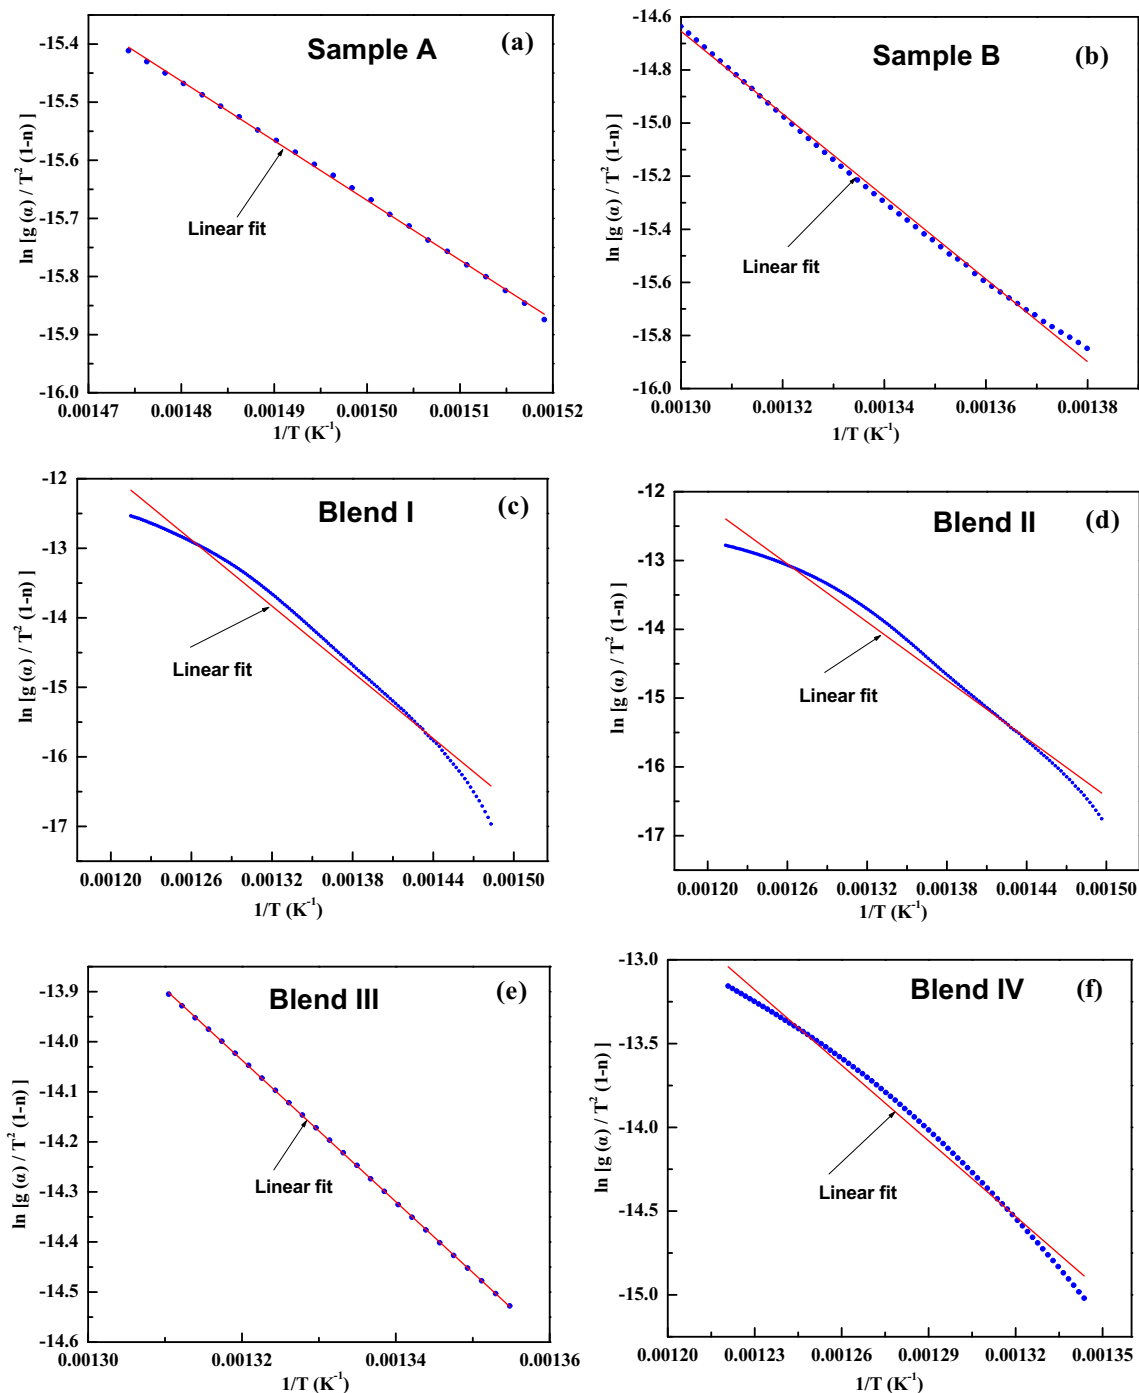 Sample A
(a)
-15.4
-15.5
-15.6
-15.7
-15.8
-15.9
-16.0
ln [g (α) / T² (1-n) ]
Linear fit
0.00147 0.00148 0.00149 0.00150 0.00151 0.00152
1/T (K⁻¹)
Sample B
(b)
-14.6
-14.8
-15.0
-15.2
-15.4
-15.6
-15.8
-16.0
ln [g (α) / T² (1-n) ]
Linear fit
0.00130 0.00132 0.00134 0.00136 0.00138
1/T (K⁻¹)
Blend I
(c)
-12
-13
-14
-15
-16
-17
ln [g (α) / T² (1-n) ]
Linear fit
0.00120 0.00126 0.00132 0.00138 0.00144 0.00150
1/T (K⁻¹)
Blend II
(d)
-12
-13
-14
-15
-16
-17
ln [g (α) / T² (1-n) ]
Linear fit
0.00120 0.00126 0.00132 0.00138 0.00144 0.00150
1/T (K⁻¹)
Blend III
(e)
-13.9
-14.0
-14.1
-14.2
-14.3
-14.4
-14.5
-14.6
ln [g (α) / T² (1-n) ]
Linear fit
0.00130 0.00132 0.00134 0.00136
1/T (K⁻¹)
Blend IV
(f)
-13.0
-13.5
-14.0
-14.5
-15.0
ln [g (α) / T² (1-n) ]
Linear fit
0.00120 0.00123 0.00126 0.00129 0.00132 0.00135
1/T (K⁻¹)